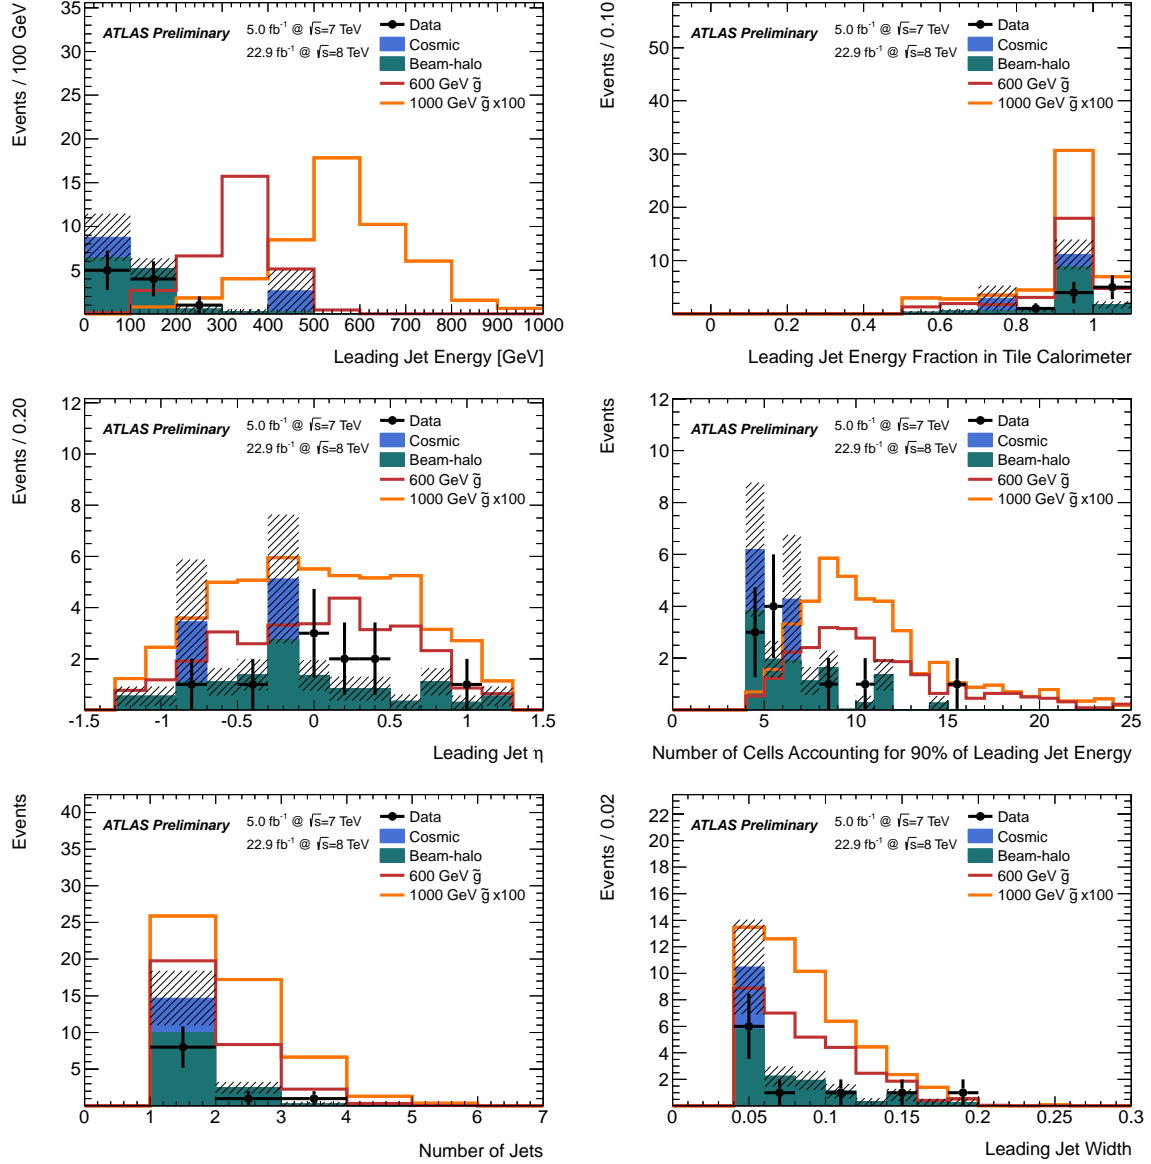 Events / 100 GeV
35
30
25
20
15
10
5
ATLAS Preliminary
5.0 fb⁻¹ @ √s=7 TeV
22.9 fb⁻¹ @ √s=8 TeV
Data
Cosmic
Beam-halo
600 GeV g̃
1000 GeV g̃ x100
0 100 200 300 400 500 600 700 800 900 1000
Leading Jet Energy [GeV]
Events / 0.10
50
40
30
20
10
ATLAS Preliminary
5.0 fb⁻¹ @ √s=7 TeV
22.9 fb⁻¹ @ √s=8 TeV
Data
Cosmic
Beam-halo
600 GeV g̃
1000 GeV g̃ x100
0 0.2 0.4 0.6 0.8 1
Leading Jet Energy Fraction in Tile Calorimeter
Events / 0.20
12
10
8
6
4
2
ATLAS Preliminary
5.0 fb⁻¹ @ √s=7 TeV
22.9 fb⁻¹ @ √s=8 TeV
Data
Cosmic
Beam-halo
600 GeV g̃
1000 GeV g̃ x100
-1.5 -1 -0.5 0 0.5 1 1.5
Leading Jet η
Events
12
10
8
6
4
2
ATLAS Preliminary
5.0 fb⁻¹ @ √s=7 TeV
22.9 fb⁻¹ @ √s=8 TeV
Data
Cosmic
Beam-halo
600 GeV g̃
1000 GeV g̃ x100
0 5 10 15 20 25
Number of Cells Accounting for 90% of Leading Jet Energy
Events
40
35
30
25
20
15
10
5
ATLAS Preliminary
5.0 fb⁻¹ @ √s=7 TeV
22.9 fb⁻¹ @ √s=8 TeV
Data
Cosmic
Beam-halo
600 GeV g̃
1000 GeV g̃ x100
0 1 2 3 4 5 6 7
Number of Jets
Events / 0.02
22
20
18
16
14
12
10
8
6
4
2
ATLAS Preliminary
5.0 fb⁻¹ @ √s=7 TeV
22.9 fb⁻¹ @ √s=8 TeV
Data
Cosmic
Beam-halo
600 GeV g̃
1000 GeV g̃ x100
0 0.05 0.1 0.15 0.2 0.25 0.3
Leading Jet Width